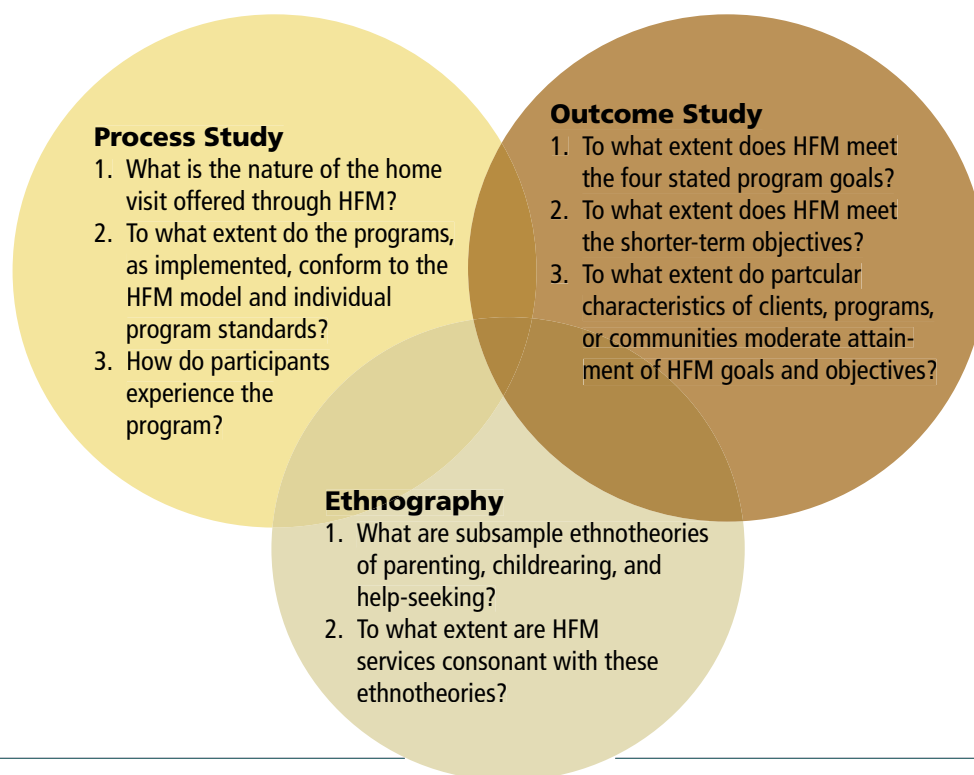 Process Study
1. What is the nature of the home
visit offered through HFM?
2. To what extent do the programs,
as implemented, conform to the
HFM model and individual
program standards?
3. How do participants
experience the
program?
Outcome Study
1. To what extent does HFM meet
the four stated program goals?
2. To what extent does HFM meet
the shorter-term objectives?
3. To what extent do partcular
characteristics of clients, programs,
or communities moderate attain-
ment of HFM goals and objectives?
Ethnography
1. What are subsample ethnotheories
of parenting, childrearing, and
help-seeking?
2. To what extent are HFM
services consonant with these
ethnotheories?